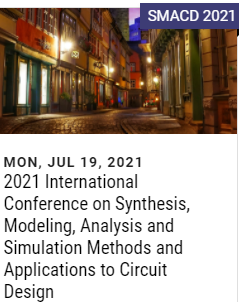 SMACD 2021
MON, JUL 19, 2021
2021 International
Conference on Synthesis,
Modeling, Analysis and
Simulation Methods and
Applications to Circuit
Design